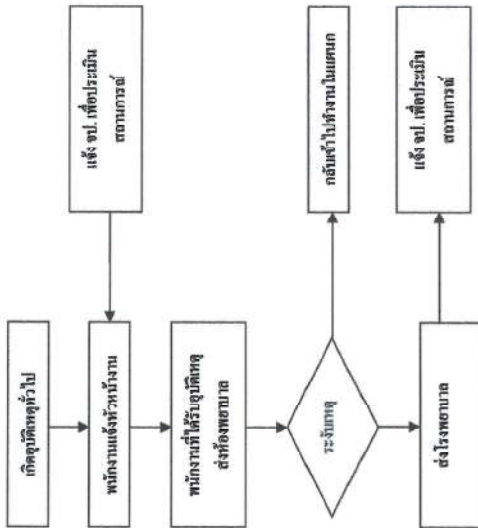 เกิดอุบัติเหตุทั่วไป
แจ้ง จป. เพื่อประเมิน
สถานการณ์
พนักงานแจ้งหัวหน้างาน
พนักงานที่ได้รับอุบัติเหตุ
ส่งห้องพยาบาล
ระงับเหตุ
กลับเข้าไปทำงานในแผนก
ส่งโรงพยาบาล
แจ้ง จป. เพื่อประเมิน
สถานการณ์